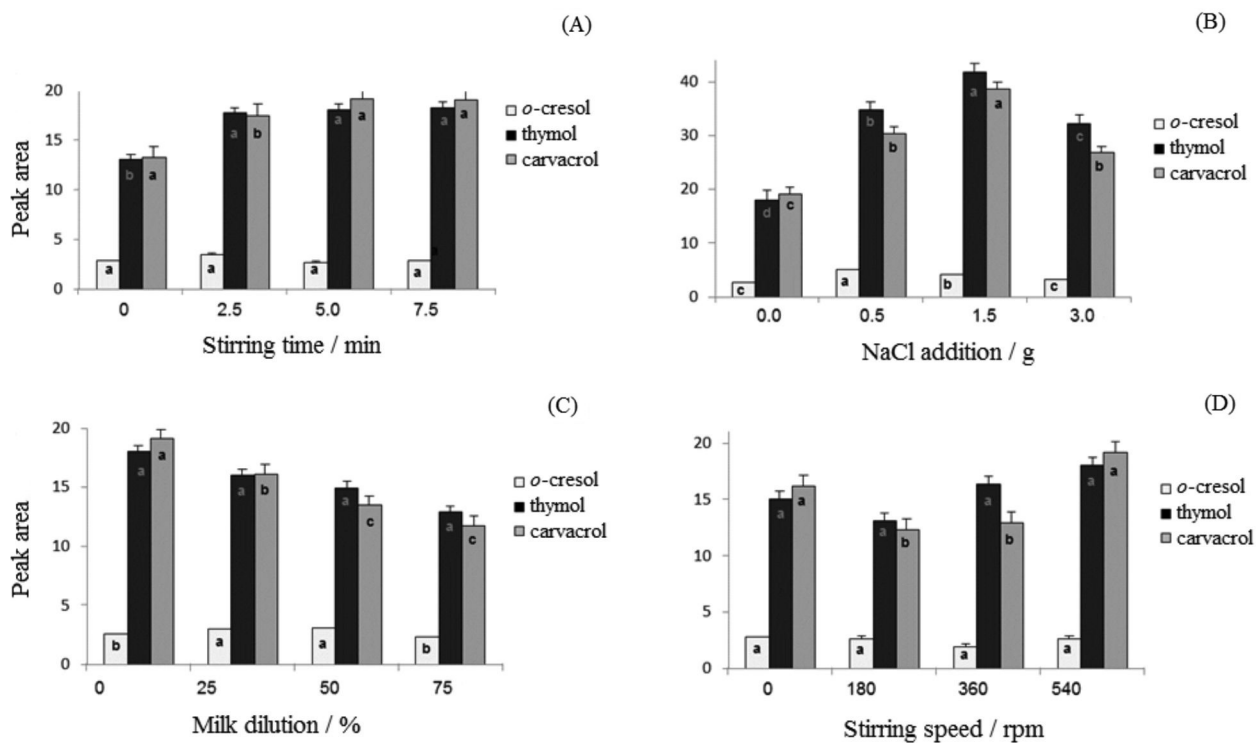 (A)
20
15
10
5
0
Peak area
b
a
a
a
b
a
a
a
a
a
a
a
0
2.5
5.0
7.5
Stirring time / min
o-cresol
thymol
carvacrol
(B)
40
30
20
10
0
c
d
c
a
b
b
b
a
a
c
c
b
0.0
0.5
1.5
3.0
NaCl addition / g
o-cresol
thymol
carvacrol
(C)
20
15
10
5
0
Peak area
b
a
a
a
a
b
a
a
c
b
a
c
0
25
50
75
Milk dilution / %
o-cresol
thymol
carvacrol
(D)
20
15
10
5
0
a
a
a
a
a
b
a
a
b
a
a
a
0
180
360
540
Stirring speed / rpm
o-cresol
thymol
carvacrol